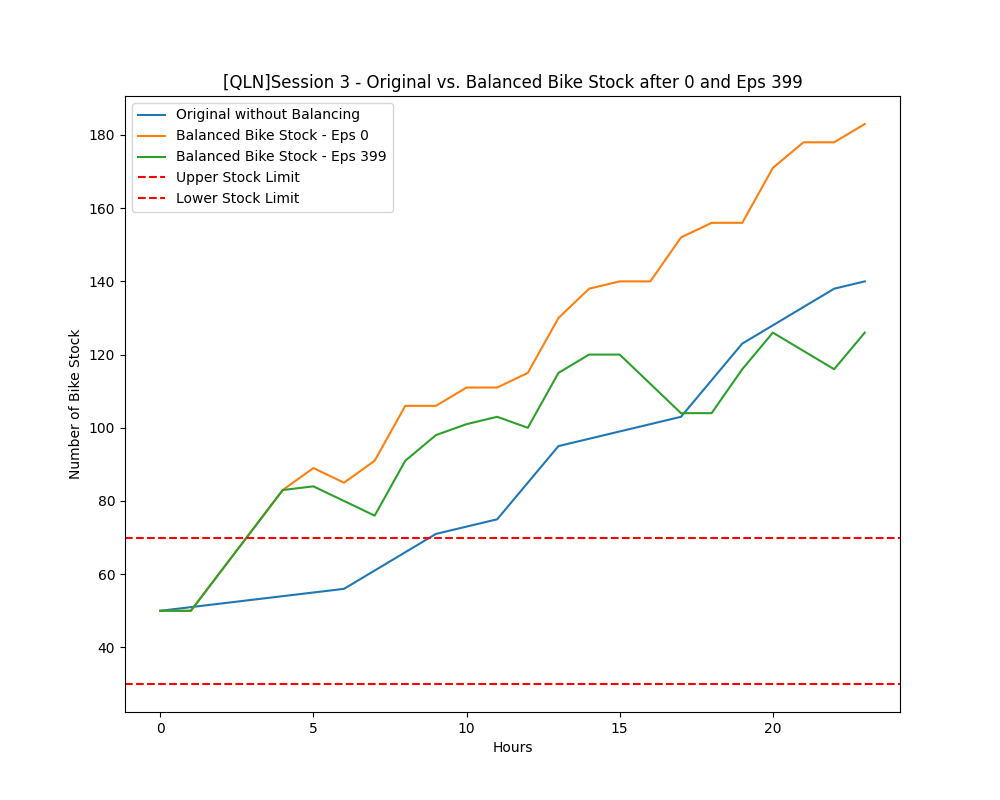 [QLN]Session 3 - Original vs. Balanced Bike Stock after 0 and Eps 399
Original without Balancing
Balanced Bike Stock - Eps 0
Balanced Bike Stock - Eps 399
Upper Stock Limit
Lower Stock Limit
180
160
140
120
100
80
60
40
Number of Bike Stock
0
5
10
15
20
Hours